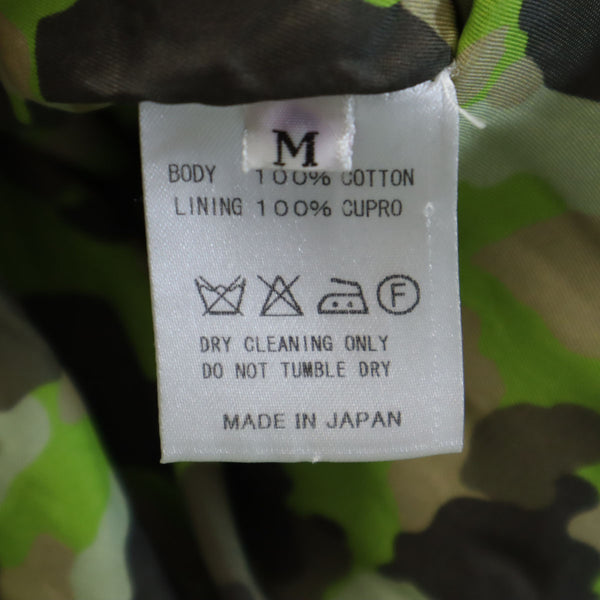 M
BODY 100% COTTON
LINING 100% CUPRO
F
DRY CLEANING ONLY
DO NOT TUMBLE DRY
MADE IN JAPAN